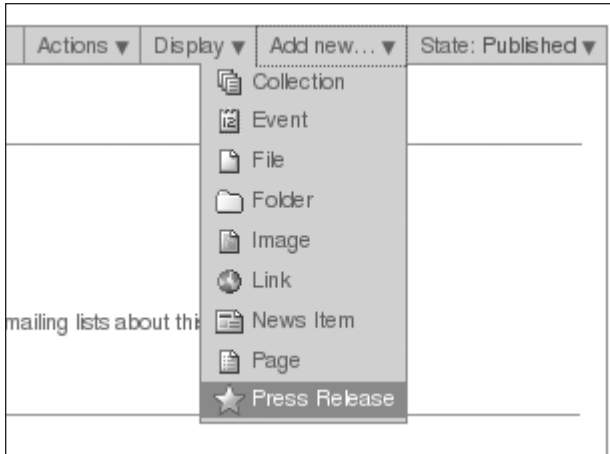 Actions ▼ Display ▼ Add new... ▼ State: Published ▼
Collection
12 Event
File
Folder
Image
Link
mailing lists about thi
News Item
Page
Press Release